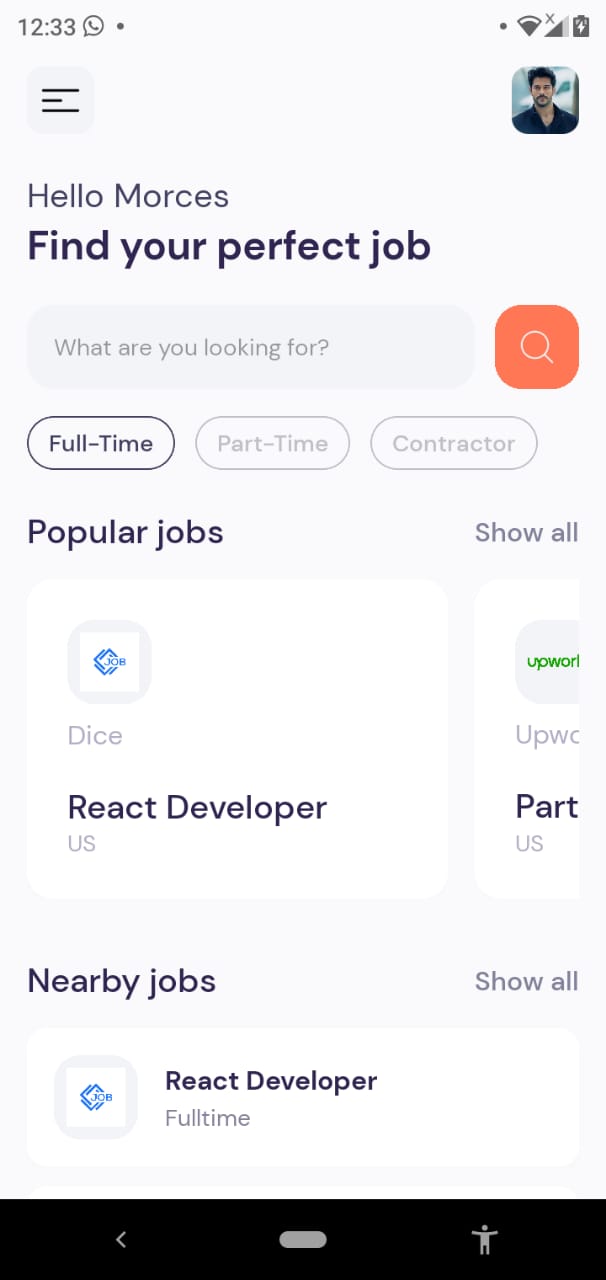 12:33
X
Hello Morces
Find your perfect job
What are you looking for?
Full-Time Part-Time Contractor
Popular jobs Show all
JOB
upwork
Dice
Upwo
React Developer
Part
US
US
Nearby jobs Show all
JOB
React Developer
Fulltime